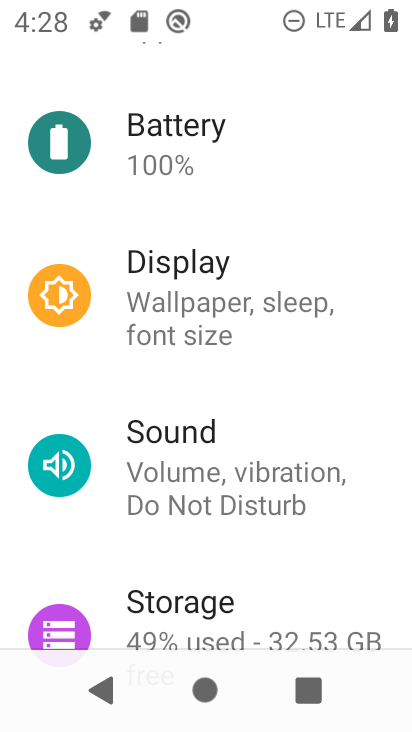 4:28 LTE
Battery
100%
Display
Wallpaper, sleep,
font size
Sound
Volume, vibration,
Do Not Disturb
Storage
49% used - 32.53 GB
free